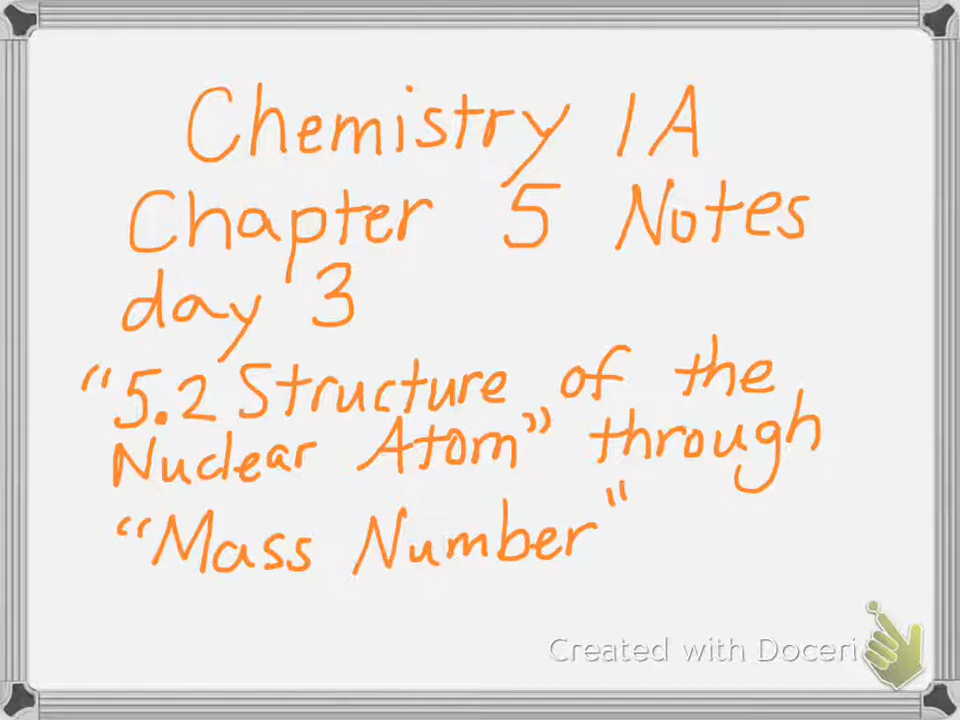 Chemistry 1A
Chapter 5 Notes
day 3
"5.2 Structure of the
Nuclear Atom" through
"Mass Number"
Created with Doceri